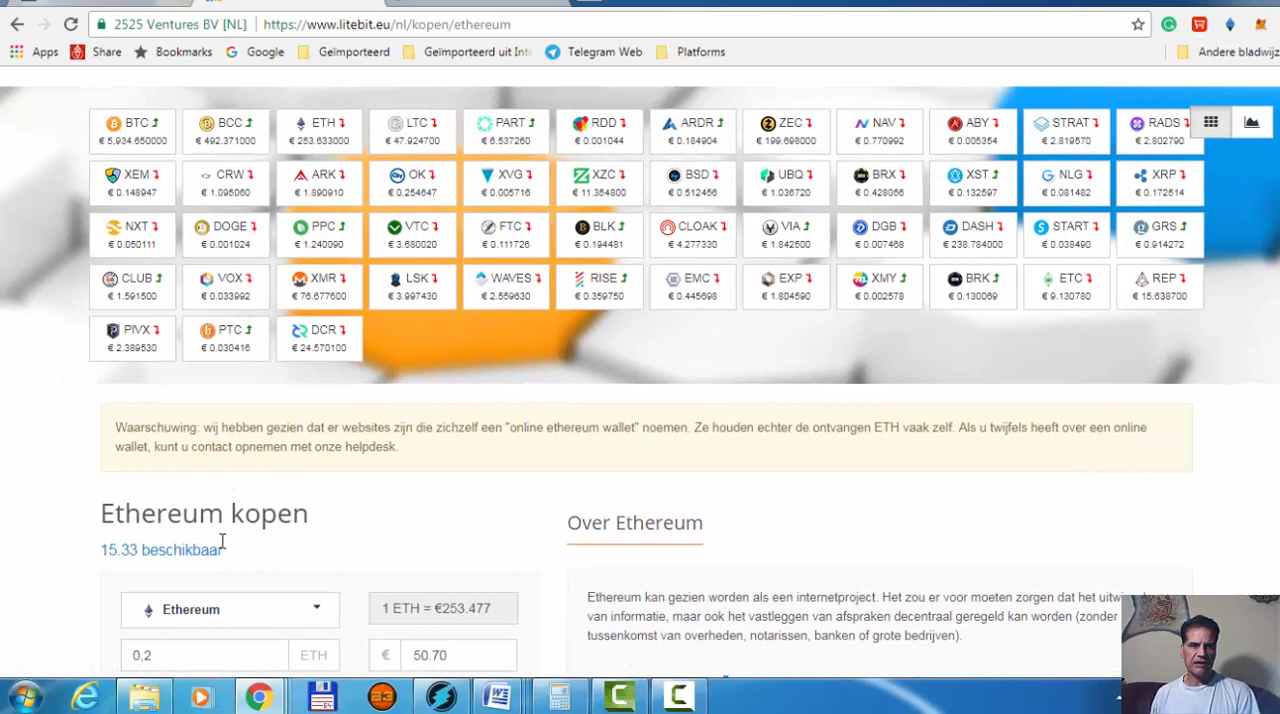 2525 Ventures BV [NL] https://www.litebit.eu/nl/kopen/ethereum
Apps Share Bookmarks Google Geïmporteerd Geïmporteerd uit Inte Telegram Web Platforms Andere bladwijz
BTC BCC ETH LTC PART RDD ARDR ZEC NAV ABY STRAT RADS
€ 5,934.650000 € 492.371000 € 253.633000 € 47.924700 € 6.537260 € 0.001044 € 0.184904 € 199.698000 € 0.770992 € 0.005354 € 2.819570 € 2.802790
XEM CRW ARK OK XVG XZC BSD UBQ BRX XST NLG XRP
€ 0.148947 € 1.095060 € 1.890910 € 0.254647 € 0.005716 € 11.354800 € 0.512456 € 1.036720 € 0.428056 € 0.132597 € 0.081482 € 0.172514
NXT DOGE PPC VTC FTC BLK CLOAK VIA DGB DASH START GRS
€ 0.050111 € 0.001024 € 1.240090 € 3.680020 € 0.111726 € 0.194481 € 4.277330 € 1.842500 € 0.007468 € 238.784000 € 0.038490 € 0.914272
CLUB VOX XMR LSK WAVES RISE EMC EXP XMY BRK ETC REP
€ 1.591500 € 0.033992 € 76.677600 € 3.997430 € 2.559630 € 0.359750 € 0.445698 € 1.804590 € 0.002578 € 0.130069 € 9.130780 € 15.638700
PIVX PTC DCR
€ 2.389530 € 0.030416 € 24.570100
Waarschuwing: wij hebben gezien dat er websites zijn die zichzelf een "online ethereum wallet" noemen. Ze houden echter de ontvangen ETH vaak zelf. Als u twijfels heeft over een online
wallet, kunt u contact opnemen met onze helpdesk.
Ethereum kopen
15.33 beschikbaar
Over Ethereum
Ethereum
1 ETH = €253.477
0,2 ETH € 50.70
Ethereum kan gezien worden als een internetproject. Het zou er voor moeten zorgen dat het uitw
van informatie, maar ook het vastleggen van afspraken decentraal geregeld kan worden (zonder
tussenkomst van overheden, notarissen, banken of grote bedrijven).